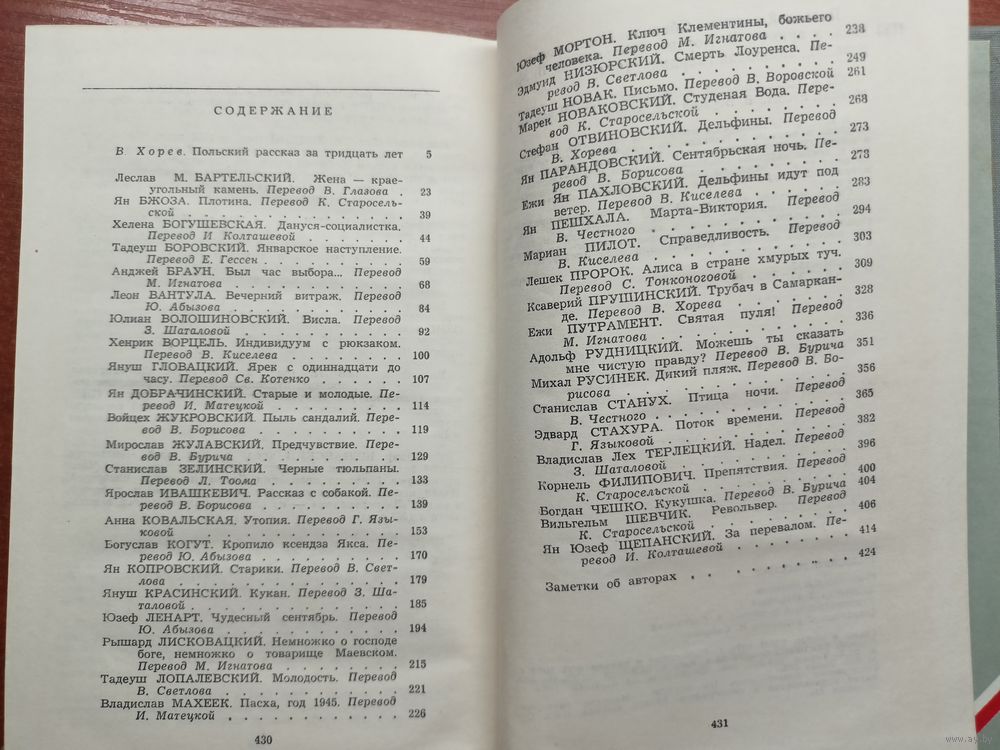 СОДЕРЖАНИЕ
В Хорев. Польский рассказ за тридцать лет 5
Леслав М. БАРТЕЛЬСКИЙ. Жена — крае-
угольный камень. Перевод В. Глазова . 23
Ян БЖОЗА. Плотина. Перевод К. Старосель-
ской . . . . . . . . . . . . . 39
Хелена БОГУШЕВСКАЯ. Дануся-социалистка.
Перевод И Колташевой . . . . . . . 44
Тадеуш БОРОВСКИЙ. Январское наступление.
Перевод Е. Гессен . . . . . . . . . 59
Анджей БРАУН. Был час выбора... Перевод
М. Игнатова . . . . . . . . . . . 68
Леон ВАНТУЛА. Вечерний витраж. Перевод
Ю. Абызова . . . . . . . . . . . 84
Юлиан ВОЛОШИНОВСКИЙ. Висла. Перевод
З. Шаталовой . . . . . . . . . . 92
Хенрик ВОРЦЕЛЬ. Индивидуум с рюкзаком.
Перевод В. Киселева . . . . . . . . 100
Януш ГЛОВАЦКИЙ. Ярек с одиннадцати до
часу. Перевод Св. Котенко . . . . . . 107
Ян ДОБРАЧИНСКИЙ. Старые и молодые. Пе-
ревод И. Матецкой . . . . . . . . . 114
Войцех ЖУКРОВСКИЙ. Пыль сандалий. Пере-
вод В. Борисова . . . . . . . . . . 119
Мирослав ЖУЛАВСКИЙ. Предчувствие. Пере-
вод В. Бурича . . . . . . . . . . . 129
Станислав ЗЕЛИНСКИЙ. Черные тюльпаны.
Перевод Л. Тоома . . . . . . . . . 133
Ярослав ИВАШКЕВИЧ. Рассказ с собакой. Пе-
ревод В. Борисова . . . . . . . . . 139
Анна КОВАЛЬСКАЯ. Утопия. Перевод Г. Язы-
ковой . . . . . . . . . . . . . 153
Богуслав КОГУТ. Кропило ксендза Якса. Пе-
ревод Ю. Абызова . . . . . . . . . 170
Ян КОПРОВСКИЙ. Старики. Перевод В. Свет-
лова . . . . . . . . . . . . . . 179
Януш КРАСИНСКИЙ. Кукан. Перевод З. Ша-
таловой . . . . . . . . . . . . . 185
Юзеф ЛЕНАРТ. Чудесный сентябрь. Перевод
Ю. Абызова . . . . . . . . . . . 194
Рышард ЛИСКОВАЦКИЙ. Немножко о господе
боге, немножко о товарище Маевском.
Перевод М. Игнатова . . . . . . . . 215
Тадеуш ЛОПАЛЕВСКИЙ. Молодость. Перевод
В. Светлова . . . . . . . . . . . 221
Владислав МАХЕЕК. Пасха, год 1945. Перевод
И. Матецкой . . . . . . . . . . . 226
430
Юзеф МОРТОН. Ключ Клементины, божьего
человека. Перевод М. Игнатова . . . . 238
Эдмунд НИЗЮРСКИЙ. Смерть Лоуренса. Пе-
ревод В. Светлова . . . . . . . . . 249
Тадеуш НОВАК. Письмо. Перевод В. Воровской 261
Марек НОВАКОВСКИЙ. Студеная Вода. Пере-
вод К. Старосельской . . . . . . . . 268
Стефан ОТВИНОВСКИЙ. Дельфины. Перевод
В. Хорева . . . . . . . . . . . . 273
Ян ПАРАНДОВСКИЙ. Сентябрьская ночь. Пе-
ревод В. Борисова . . . . . . . . . 273
Ежи Ян ПАХЛОВСКИЙ. Дельфины идут под
ветер. Перевод В. Киселева . . . . . . 283
Ян ПЕШХАЛА. Марта-Виктория. Перевод
В. Честного . . . . . . . . . . . 294
Мариан ПИЛОТ. Справедливость. Перевод
В. Киселева . . . . . . . . . . . 303
Лешек ПРОРОК. Алиса в стране хмурых туч.
Перевод С. Тонконоговой . . . . . . . 309
Ксаверий ПРУШИНСКИЙ. Трубач в Самаркан-
де. Перевод В. Хорева . . . . . . . . 328
Ежи ПУТРАМЕНТ. Святая пуля! Перевод
М. Игнатова . . . . . . . . . . . 336
Адольф РУДНИЦКИЙ. Можешь ты сказать
мне чистую правду? Перевод В. Бурича 351
Михал РУСИНЕК. Дикий пляж. Перевод В. Бо-
рисова . . . . . . . . . . . . . 356
Станислав СТАНУХ. Птица ночи. Перевод
В. Честного . . . . . . . . . . . 365
Эдвард СТАХУРА. Поток времени. Перевод
Г. Языковой . . . . . . . . . . . 382
Владислав Лех ТЕРЛЕЦКИЙ. Надел. Перевод
З. Шаталовой . . . . . . . . . . 396
Корнель ФИЛИПОВИЧ. Препятствия. Перевод
К. Старосельской . . . . . . . . . 400
Богдан ЧЕШКО. Кукушка. Перевод В. Бурича 404
Вильгельм ШЕВЧИК. Револьвер. Перевод
К. Старосельской . . . . . . . . . 406
Ян Юзеф ЩЕПАНСКИЙ. За перевалом. Пе-
ревод И. Колташевой . . . . . . . . 414
Заметки об авторах . . . . . . . . . 424
431
www.ay.by